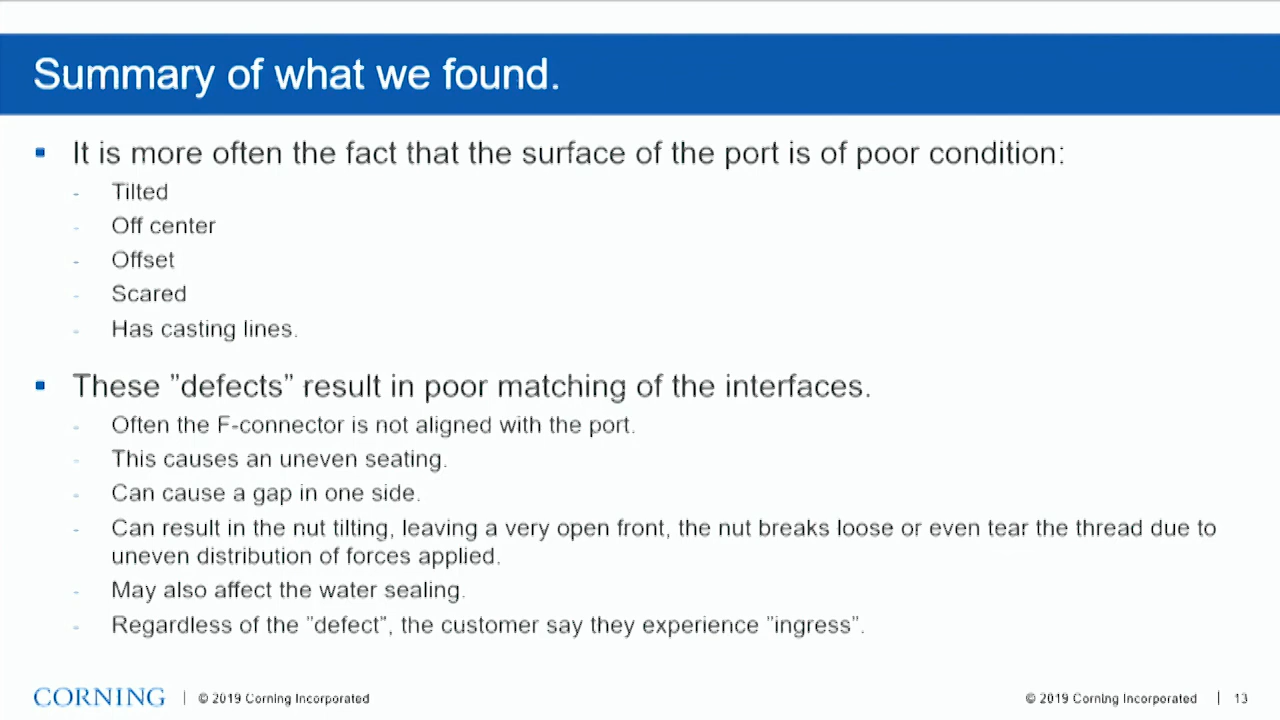 Summary of what we found.
▪ It is more often the fact that the surface of the port is of poor condition:
- Tilted
- Off center
- Offset
- Scared
- Has casting lines.
▪ These ”defects” result in poor matching of the interfaces.
- Often the F-connector is not aligned with the port.
- This causes an uneven seating.
- Can cause a gap in one side.
- Can result in the nut tilting, leaving a very open front, the nut breaks loose or even tear the thread due to
uneven distribution of forces applied.
- May also affect the water sealing.
- Regardless of the ”defect”, the customer say they experience ”ingress”.
CORNING | © 2019 Corning Incorporated
© 2019 Corning Incorporated | 13